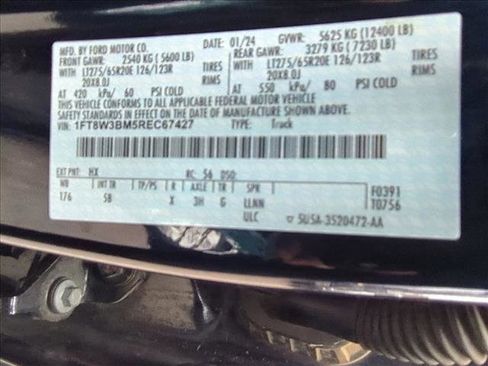 MFD. BY FORD MOTOR CO. 01/24 GVWR: 5625 KG (12400 LB)
FRONT GAWR: 2540 KG (5600 LB) REAR GAWR: 3279 KG (7230 LB)
WITH LT275/65R20E 126/123R TIRES WITH LT275/65R20E 126/123R TIRES
20X8.0J RIMS 20X8.0J RIMS
AT 420 kPa/ 60 PSI COLD AT 550 kPa/ 80 PSI COLD
THIS VEHICLE CONFORMS TO ALL APPLICABLE FEDERAL MOTOR VEHICLE
SAFETY STANDARDS IN EFFECT ON THE DATE OF MANUFACTURE SHOWN ABOVE.
VIN: 1FT8W3BM5REC67427 TYPE: Truck
EXT PNT: HX RC: 56 DSO:
WB INT TR TP/PS R AXLE TR SPR F0391
176 5B X 3H G LLNN T0756
ULC 5USA-3520472-AA